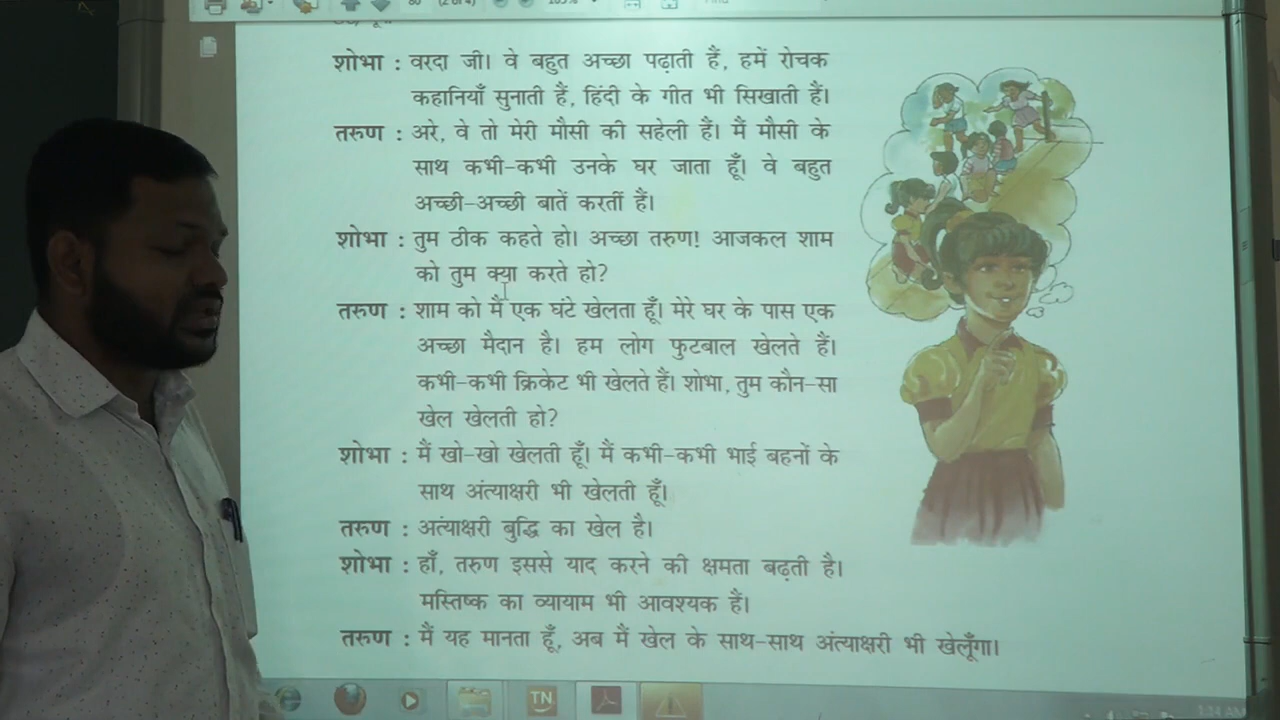 शोभा : वरदा जी। वे बहुत अच्छा पढ़ाती हैं, हमें रोचक
कहानियाँ सुनाती हैं, हिंदी के गीत भी सिखाती हैं।
तरुण : अरे, वे तो मेरी मौसी की सहेली हैं। मैं मौसी के
साथ कभी-कभी उनके घर जाता हूँ। वे बहुत
अच्छी-अच्छी बातें करतीं हैं।
शोभा : तुम ठीक कहते हो। अच्छा तरुण! आजकल शाम
को तुम क्या करते हो?
तरुण : शाम को मैं एक घंटे खेलता हूँ। मेरे घर के पास एक
अच्छा मैदान है। हम लोग फुटबाल खेलते हैं।
कभी-कभी क्रिकेट भी खेलते हैं। शोभा, तुम कौन-सा
खेल खेलती हो?
शोभा : मैं खो-खो खेलती हूँ। मैं कभी-कभी भाई बहनों के
साथ अंत्याक्षरी भी खेलती हूँ।
तरुण : अत्याक्षरी बुद्धि का खेल है।
शोभा : हाँ, तरुण इससे याद करने की क्षमता बढ़ती है।
मस्तिष्क का व्यायाम भी आवश्यक हैं।
तरुण : मैं यह मानता हूँ, अब मैं खेल के साथ-साथ अंत्याक्षरी भी खेलूँगा।
TN